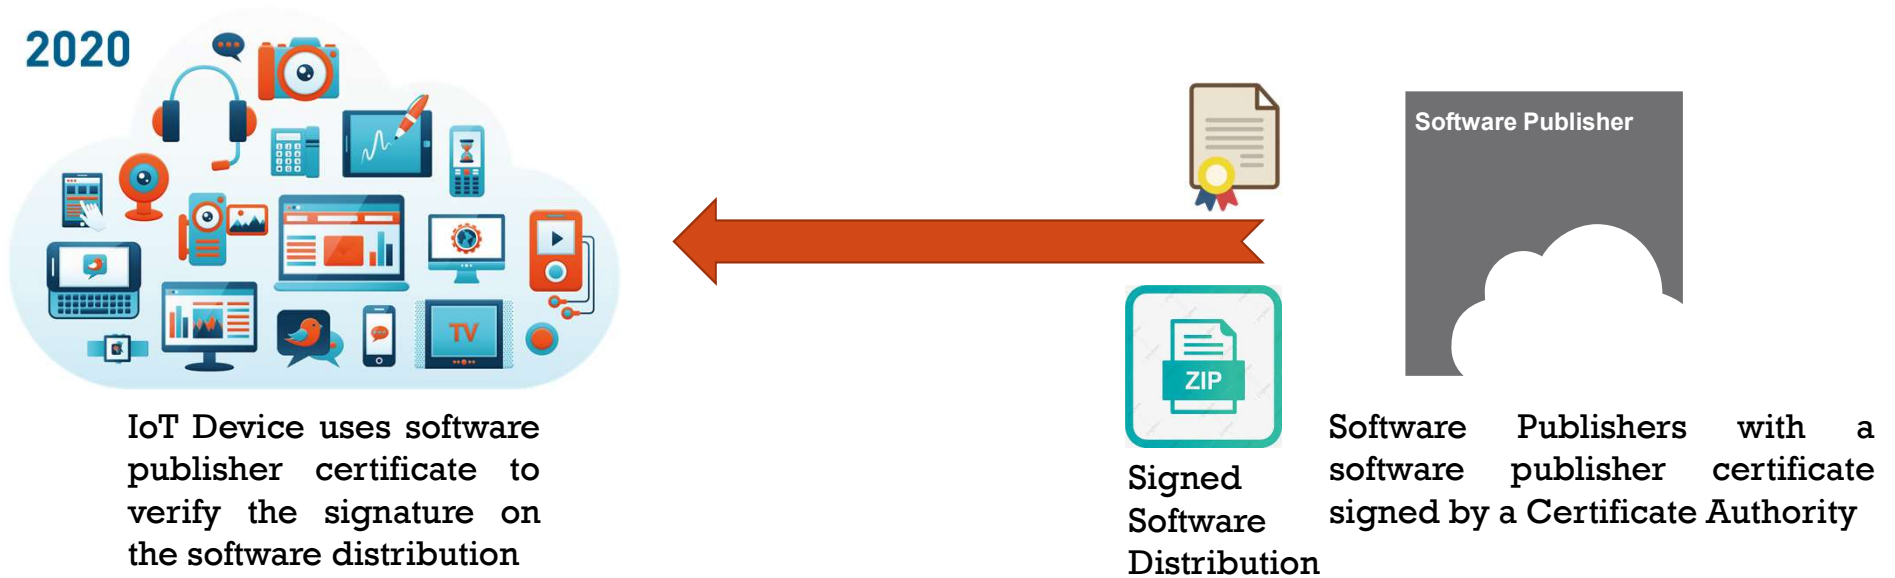 2020
TV
IoT Device uses software
publisher certificate to
verify the signature on
the software distribution
ZIP
Signed
Software
Distribution
Software Publisher
Software Publishers with a
software publisher certificate
signed by a Certificate Authority